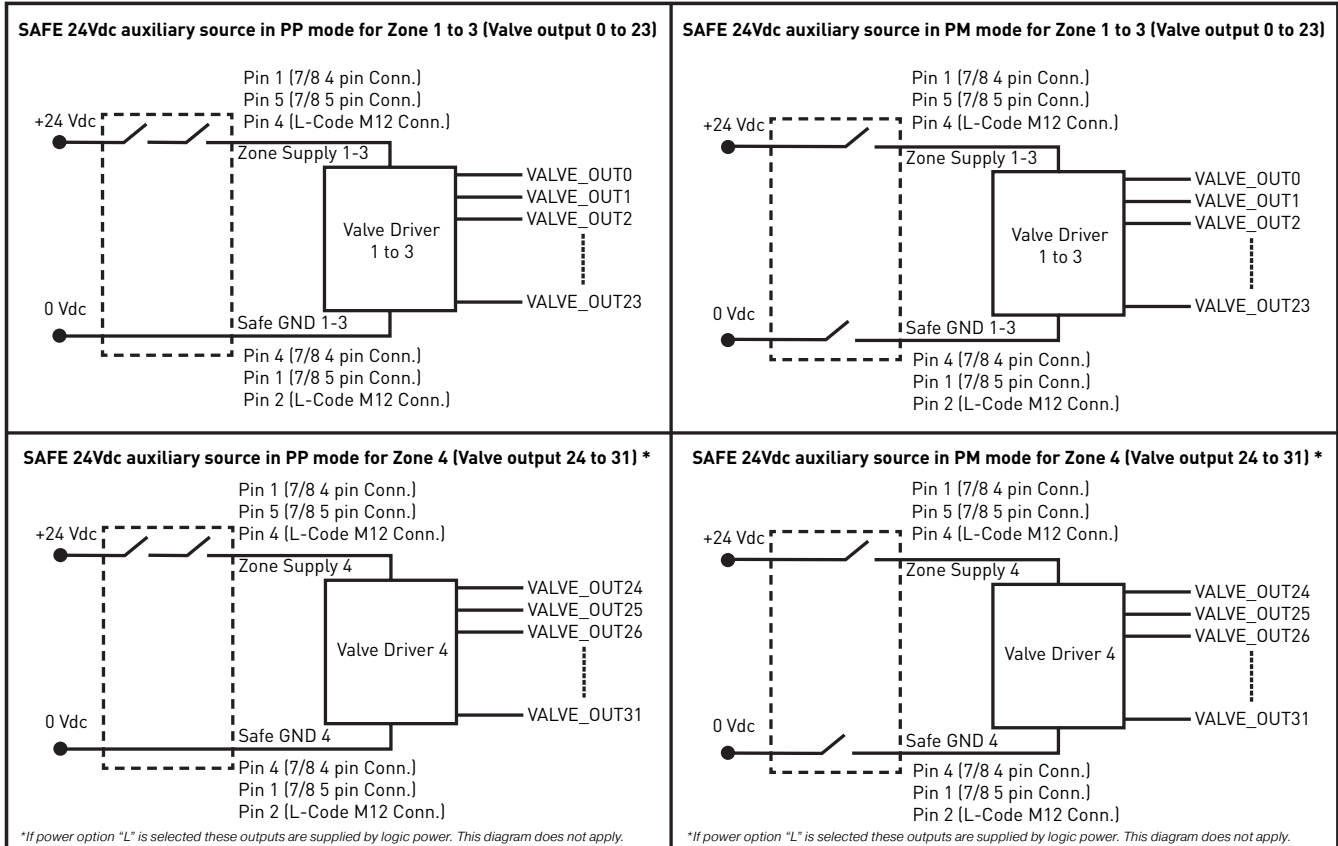 SAFE 24Vdc auxiliary source in PP mode for Zone 1 to 3 (Valve output 0 to 23)
Pin 1 (7/8 4 pin Conn.)
Pin 5 (7/8 5 pin Conn.)
Pin 4 (L-Code M12 Conn.)
+24 Vdc
Zone Supply 1-3
VALVE_OUT0
VALVE_OUT1
VALVE_OUT2
Valve Driver
1 to 3
VALVE_OUT23
0 Vdc
Safe GND 1-3
Pin 4 (7/8 4 pin Conn.)
Pin 1 (7/8 5 pin Conn.)
Pin 2 (L-Code M12 Conn.)
SAFE 24Vdc auxiliary source in PM mode for Zone 1 to 3 (Valve output 0 to 23)
Pin 1 (7/8 4 pin Conn.)
Pin 5 (7/8 5 pin Conn.)
Pin 4 (L-Code M12 Conn.)
+24 Vdc
Zone Supply 1-3
VALVE_OUT0
VALVE_OUT1
VALVE_OUT2
Valve Driver
1 to 3
VALVE_OUT23
0 Vdc
Safe GND 1-3
Pin 4 (7/8 4 pin Conn.)
Pin 1 (7/8 5 pin Conn.)
Pin 2 (L-Code M12 Conn.)
SAFE 24Vdc auxiliary source in PP mode for Zone 4 (Valve output 24 to 31) *
Pin 1 (7/8 4 pin Conn.)
Pin 5 (7/8 5 pin Conn.)
Pin 4 (L-Code M12 Conn.)
+24 Vdc
Zone Supply 4
VALVE_OUT24
VALVE_OUT25
VALVE_OUT26
Valve Driver 4
VALVE_OUT31
0 Vdc
Safe GND 4
Pin 4 (7/8 4 pin Conn.)
Pin 1 (7/8 5 pin Conn.)
Pin 2 (L-Code M12 Conn.)
*If power option "L" is selected these outputs are supplied by logic power. This diagram does not apply.
SAFE 24Vdc auxiliary source in PM mode for Zone 4 (Valve output 24 to 31) *
Pin 1 (7/8 4 pin Conn.)
Pin 5 (7/8 5 pin Conn.)
Pin 4 (L-Code M12 Conn.)
+24 Vdc
Zone Supply 4
VALVE_OUT24
VALVE_OUT25
VALVE_OUT26
Valve Driver 4
VALVE_OUT31
0 Vdc
Safe GND 4
Pin 4 (7/8 4 pin Conn.)
Pin 1 (7/8 5 pin Conn.)
Pin 2 (L-Code M12 Conn.)
*If power option "L" is selected these outputs are supplied by logic power. This diagram does not apply.